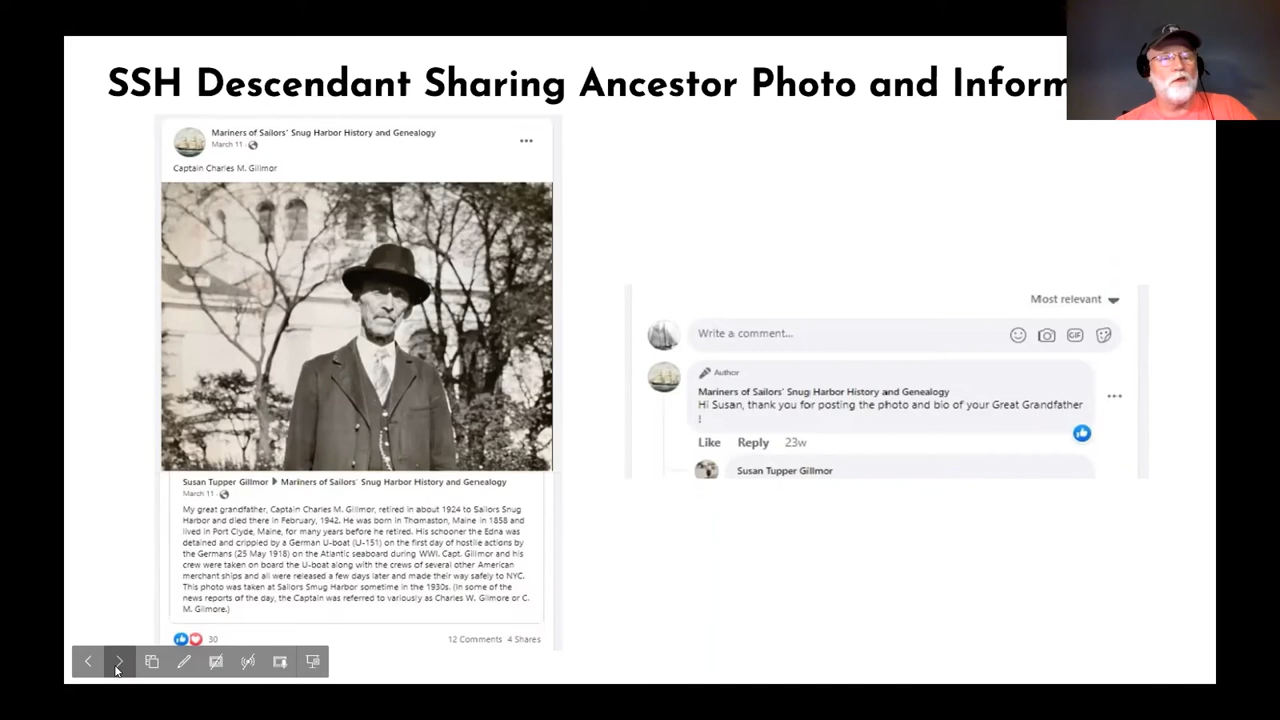 SSH Descendant Sharing Ancestor Photo and Inform
Mariners of Sailors' Snug Harbor History and Genealogy
March 11
Captain Charles M. Gillmor
Susan Tupper Gillmor Mariners of Sailors' Snug Harbor History and Genealogy
March 11
My great grandfather, Captain Charles M. Gillmor, retired in about 1924 to Sailors Snug
Harbor and died there in February, 1942. He was born in Thomaston, Maine in 1858 and
lived in Port Clyde, Maine, for many years before he retired. His schooner the Edna was
detained and crippled by a German U-boat (U-151) on the first day of hostile actions by
the Germans (25 May 1918) on the Atlantic seaboard during WWI. Capt. Gillmor and his
crew were taken on board the U-boat along with the crews of several other American
merchant ships and all were released a few days later and made their way safely to NYC.
This photo was taken at Sailors Smug Harbor sometime in the 1930s. (In some of the
news reports of the day, the Captain was referred to variously as Charles W. Gilmore or C.
M. Gilmore.)
30
12 Comments 4 Shares
Most relevant
Write a comment...
GIF
Author
Mariners of Sailors' Snug Harbor History and Genealogy
Hi Susan, thank you for posting the photo and bio of your Great Grandfather
!
Like Reply 23w
Susan Tupper Gillmor